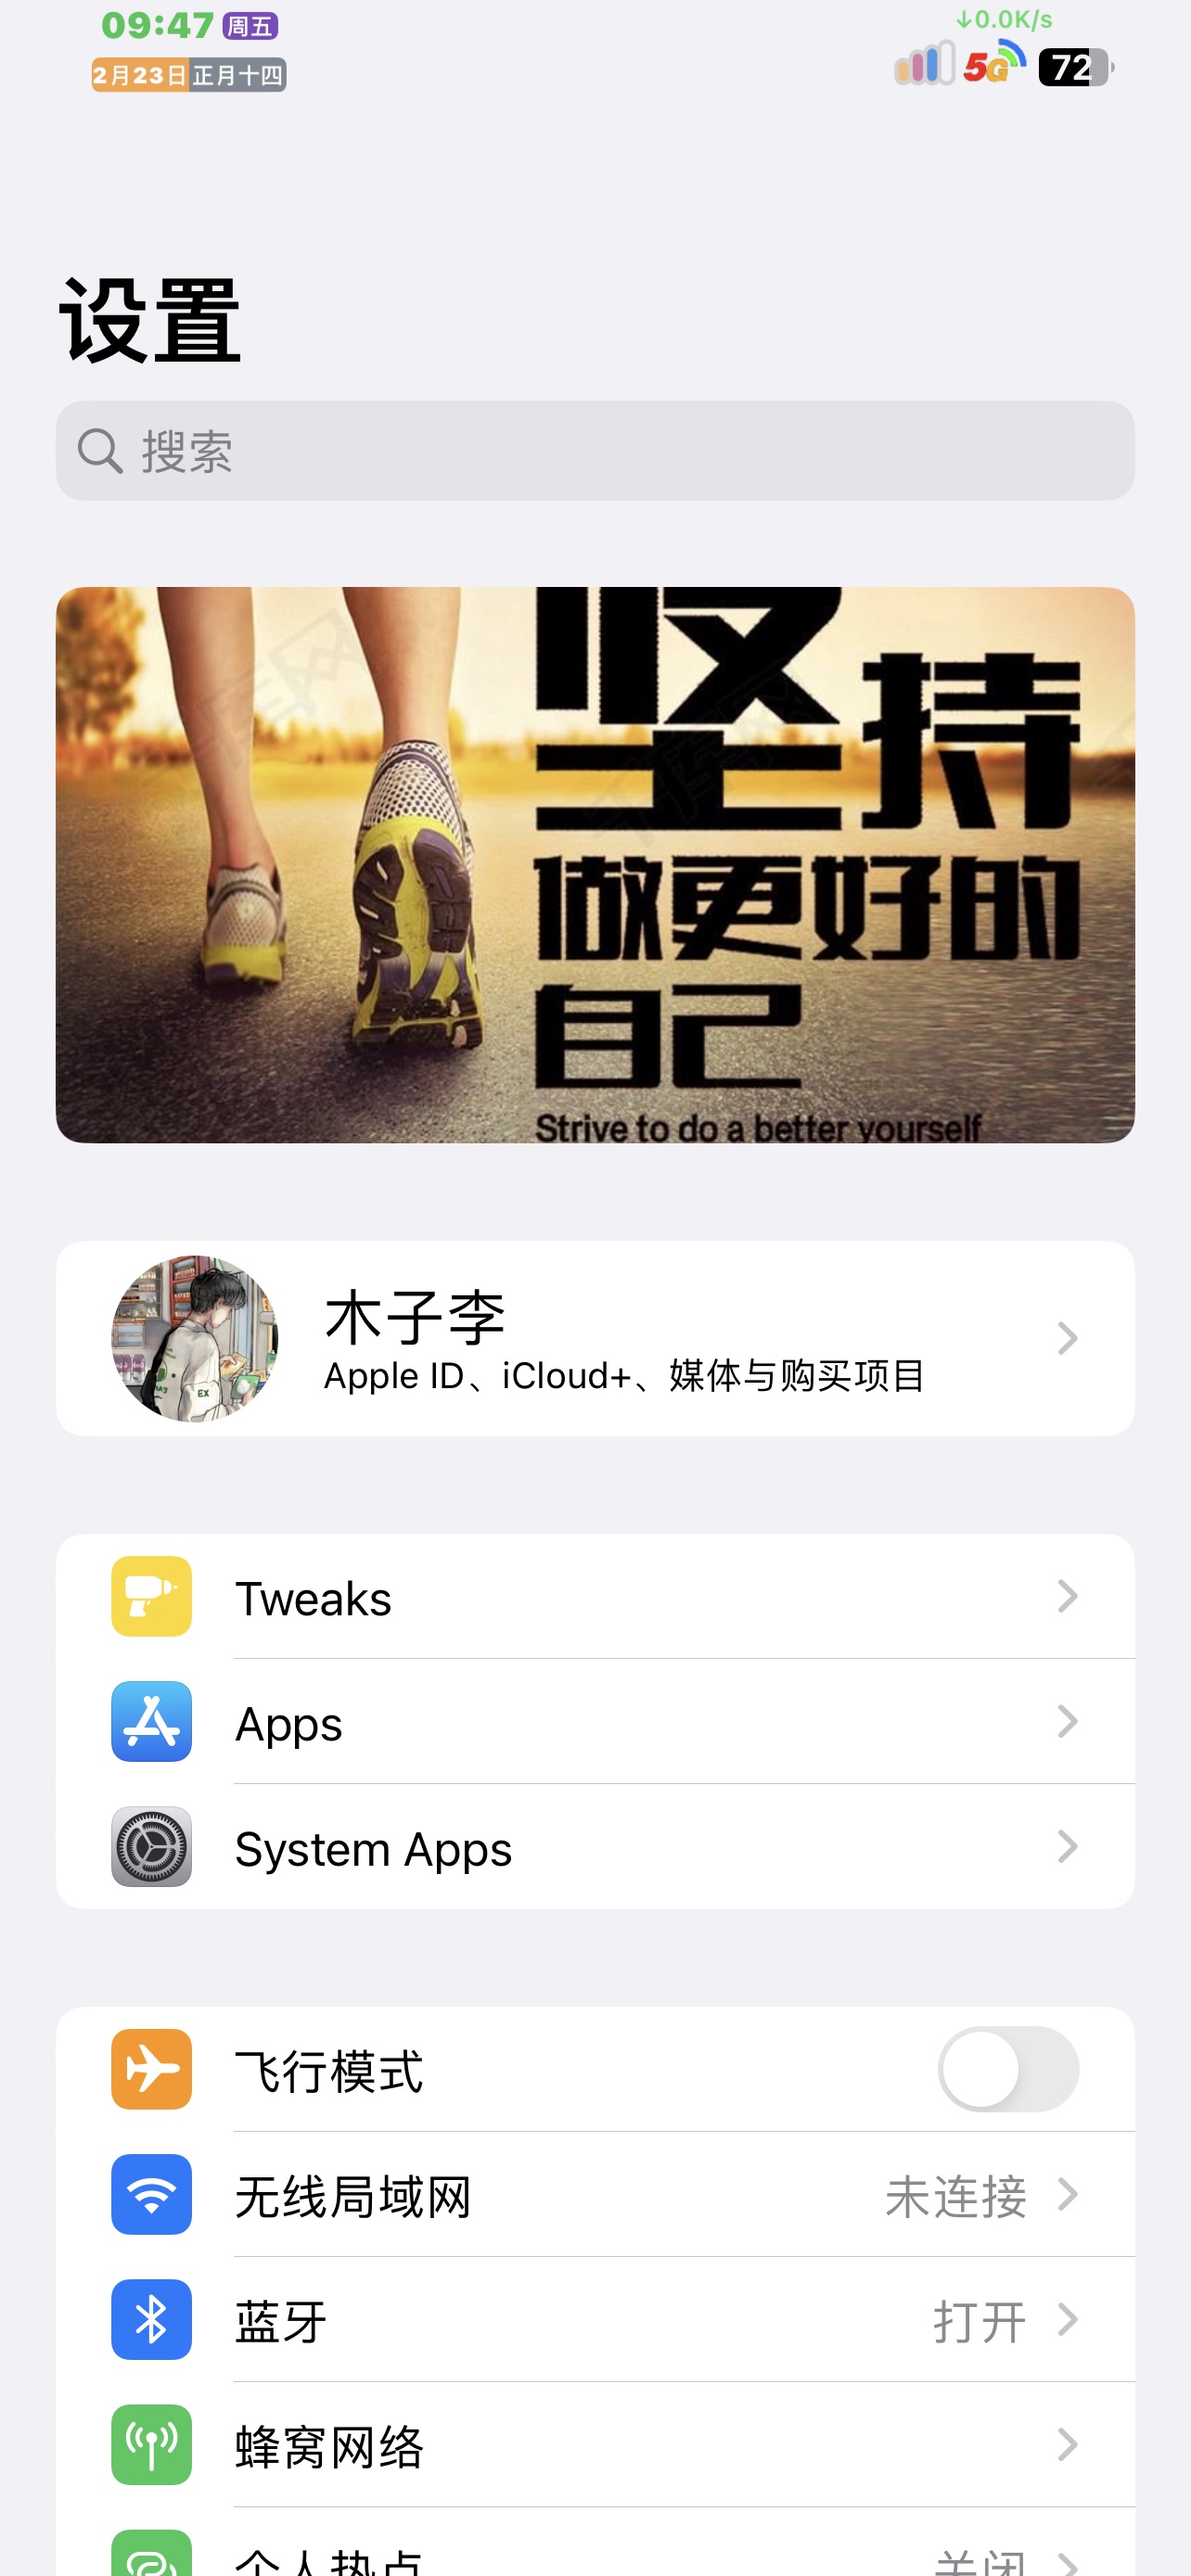 09:47 周五 ↓0.0K/s
2月23日 正月十四 5G 72
设置
搜索
坚持
做更好的
自己
Strive to do a better yourself
木子李
Apple ID、iCloud+、媒体与购买项目
EX
Tweaks
Apps
System Apps
飞行模式
无线局域网 未连接
蓝牙 打开
蜂窝网络
个人热点 关闭